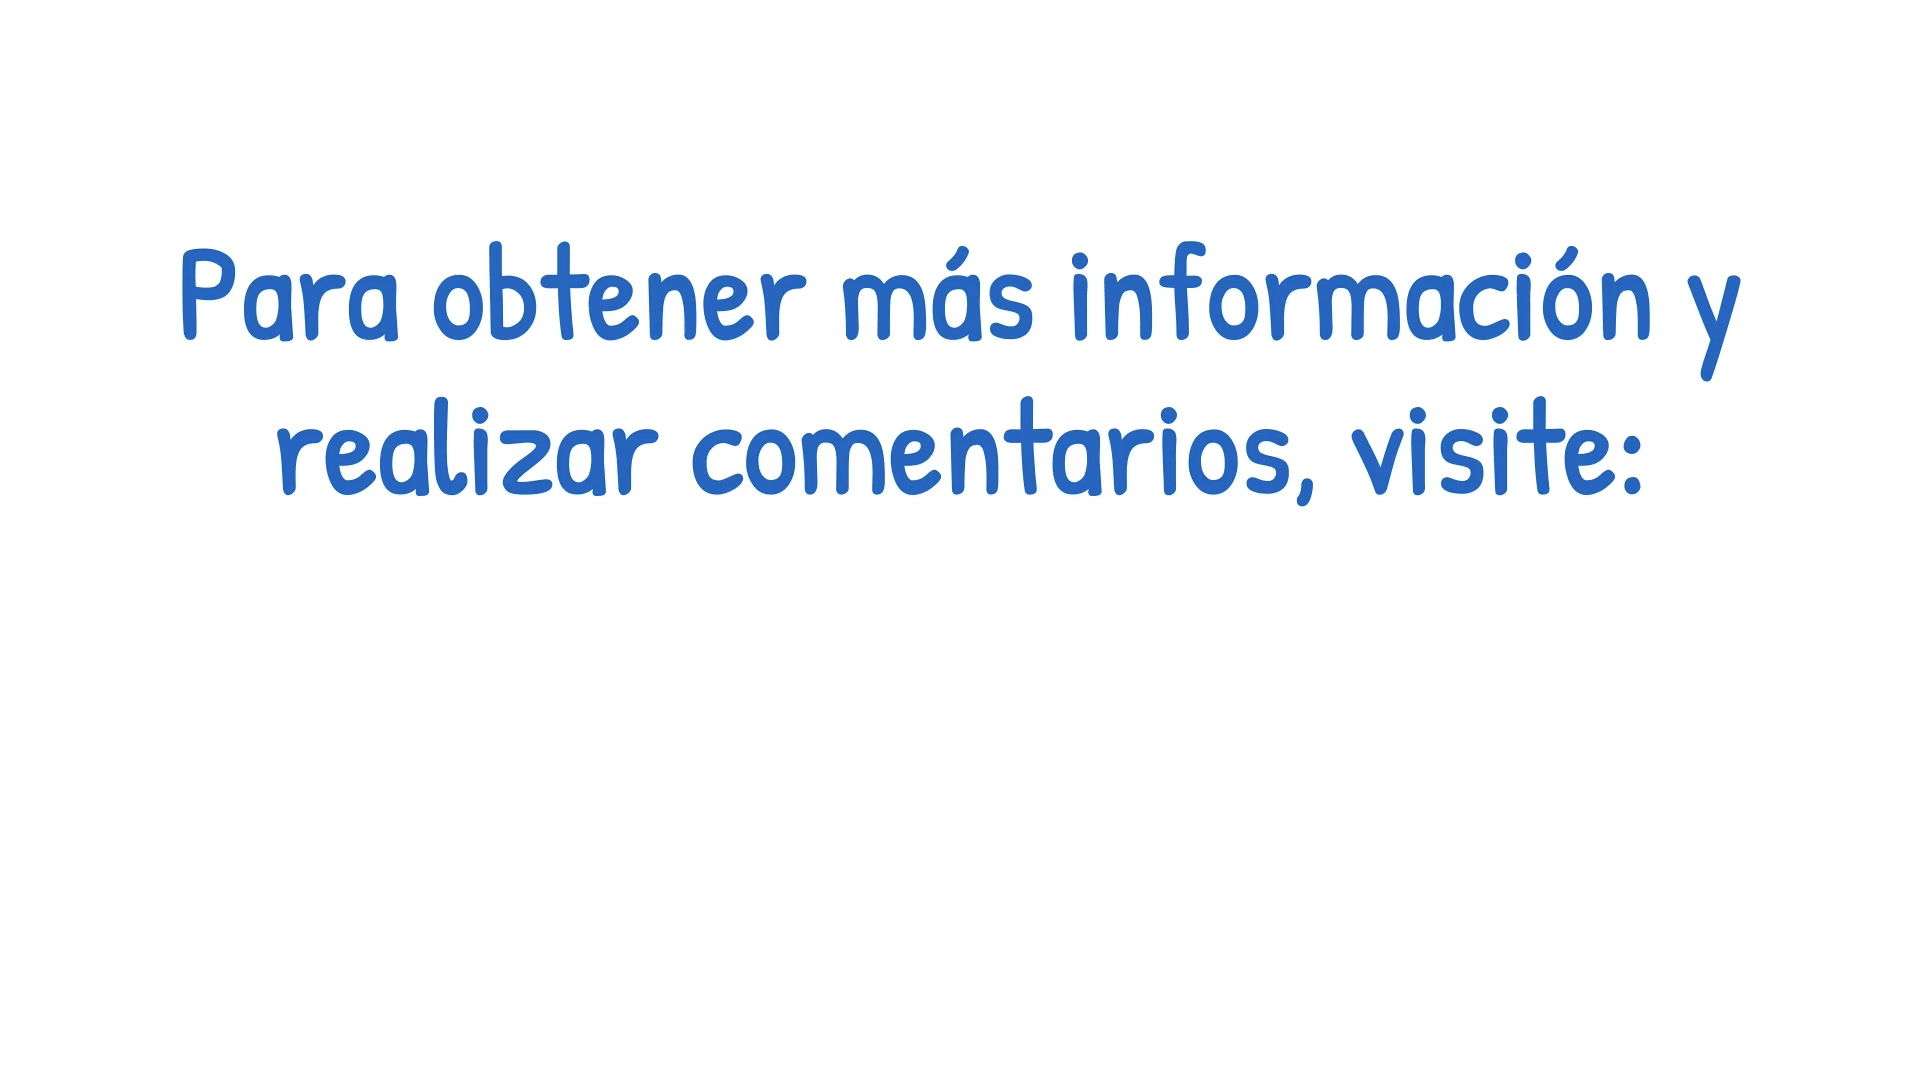 Para obtener más información y
realizar comentarios, visite: